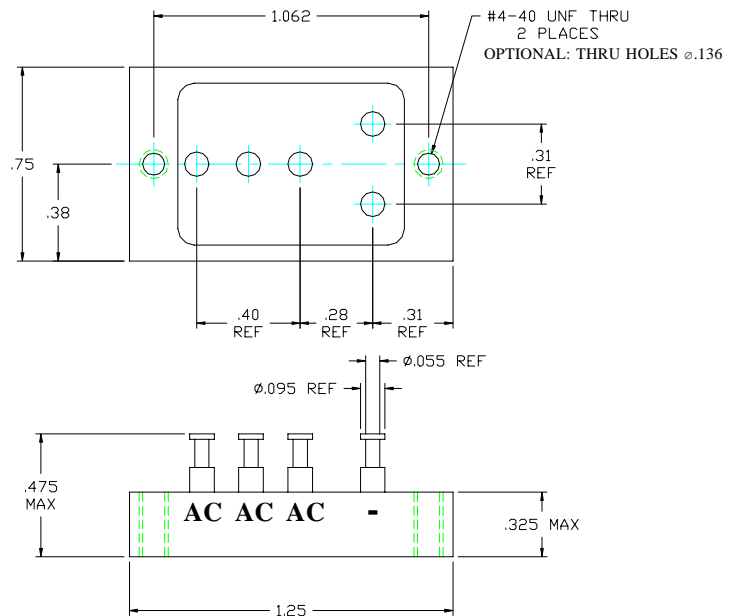 1.062
#4-40 UNF THRU
2 PLACES
OPTIONAL: THRU HOLES ⌀.136
.75
.38
.31
REF
.40
REF
.28
REF
.31
REF
Ø.055 REF
Ø.095 REF
.475
MAX
AC AC AC -
.325 MAX
1.25